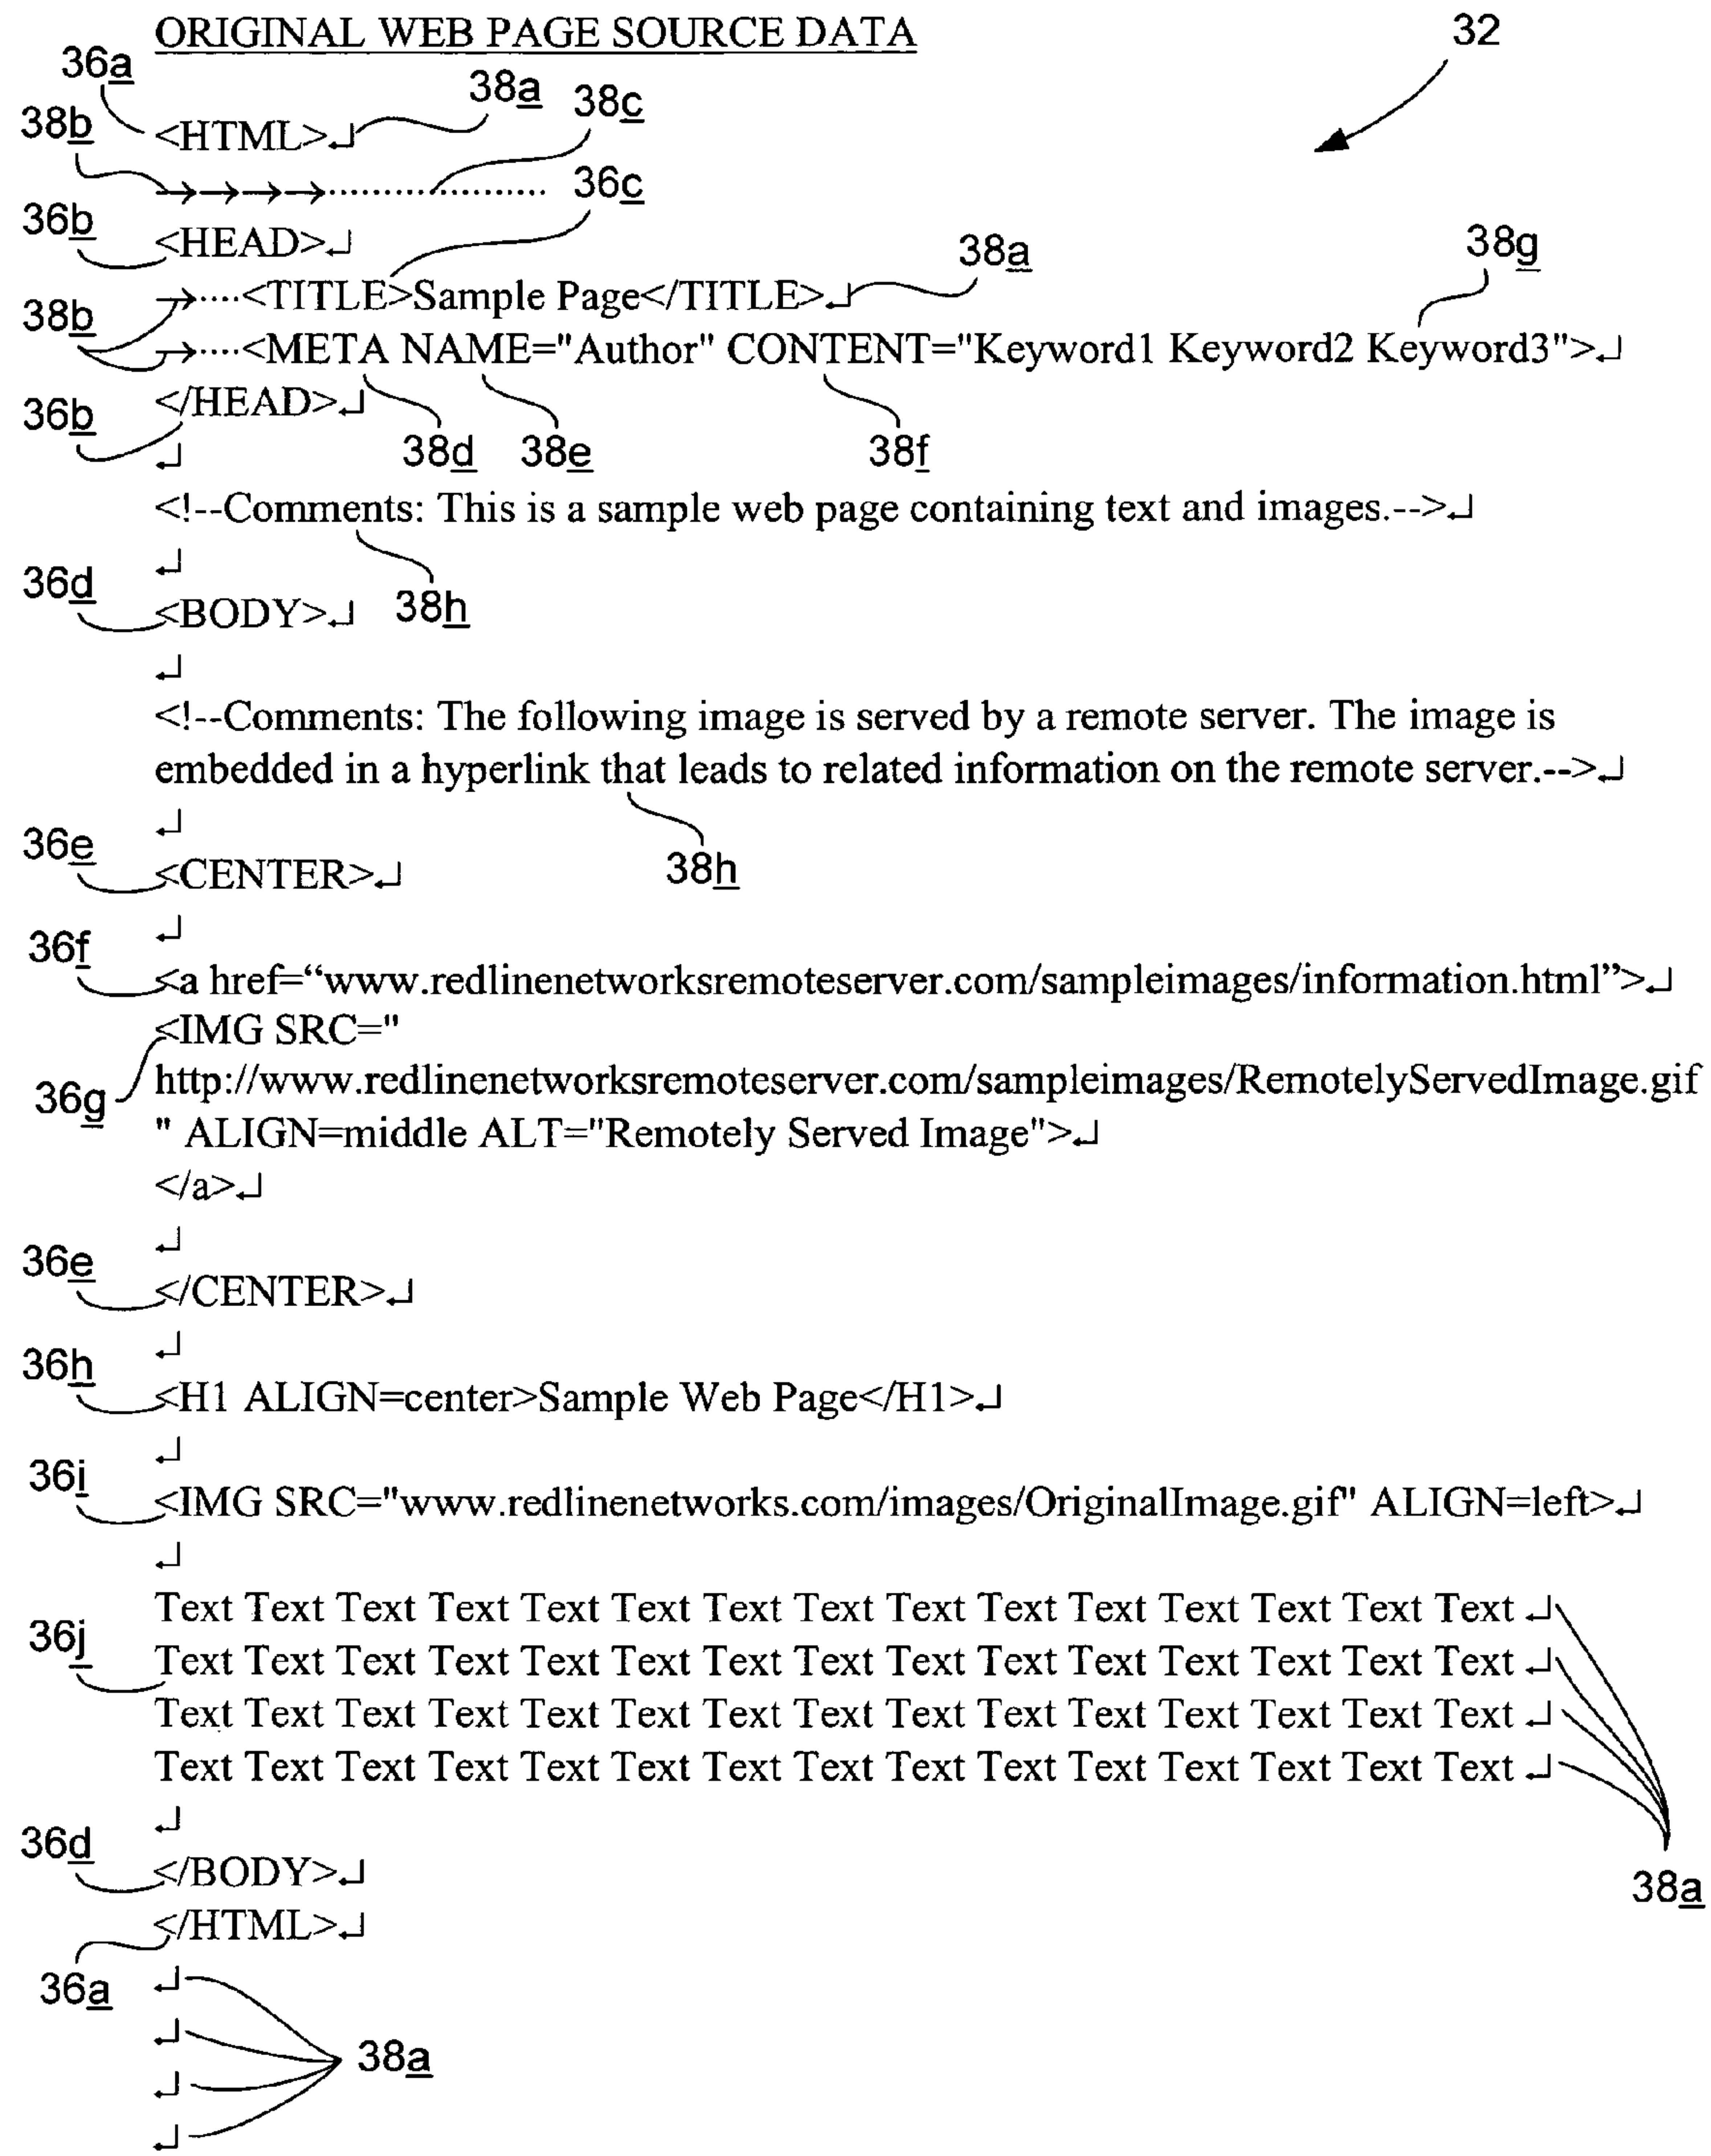 ORIGINAL WEB PAGE SOURCE DATA
32
36a
38a
38c
38b
<HTML>↵
→→→→·····················
36c
36b
<HEAD>↵
38a
38g
→····<TITLE>Sample Page</TITLE>↵
38b
→····<META NAME="Author" CONTENT="Keyword1 Keyword2 Keyword3">↵
</HEAD>↵
36b
38d
38e
38f
↵
<!--Comments: This is a sample web page containing text and images.-->↵
↵
36d
<BODY>↵
38h
↵
<!--Comments: The following image is served by a remote server. The image is
embedded in a hyperlink that leads to related information on the remote server.-->↵
↵
36e
38h
<CENTER>↵
↵
36f
<a href=“www.redlinenetworksremoteserver.com/sampleimages/information.html”>↵
<IMG SRC="
36g
http://www.redlinenetworksremoteserver.com/sampleimages/RemotelyServedImage.gif
" ALIGN=middle ALT="Remotely Served Image">↵
</a>↵
↵
36e
</CENTER>↵
↵
36h
<H1 ALIGN=center>Sample Web Page</H1>↵
↵
36i
<IMG SRC="www.redlinenetworks.com/images/OriginalImage.gif" ALIGN=left>↵
↵
Text Text Text Text Text Text Text Text Text Text Text Text Text Text Text ↵
36j
Text Text Text Text Text Text Text Text Text Text Text Text Text Text Text ↵
Text Text Text Text Text Text Text Text Text Text Text Text Text Text Text ↵
Text Text Text Text Text Text Text Text Text Text Text Text Text Text Text ↵
↵
36d
</BODY>↵
38a
</HTML>↵
36a
↵
↵
38a
↵
↵